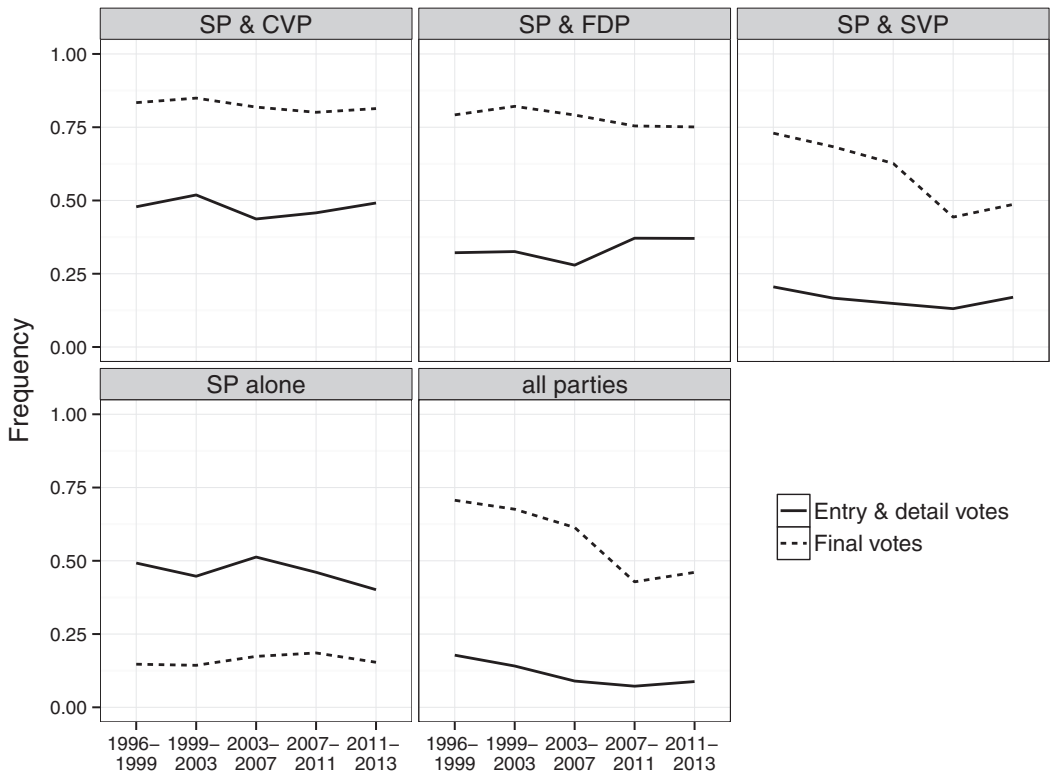 SP & CVP
SP & FDP
SP & SVP
1.00
0.75
0.50
0.25
0.00
Frequency
SP alone
all parties
1.00
0.75
0.50
0.25
0.00
Entry & detail votes
Final votes
1996– 1999– 2003– 2007– 2011–
1999 2003 2007 2011 2013
1996– 1999– 2003– 2007– 2011–
1999 2003 2007 2011 2013